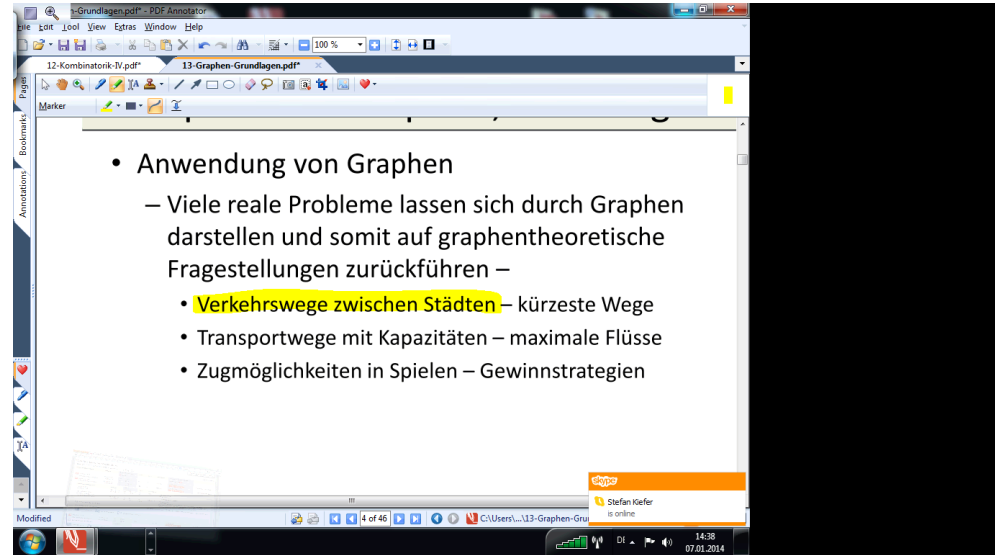 n-Grundlagen.pdf* - PDF Annotator
File Edit Tool View Extras Window Help
100 %
12-Kombinatorik-IV.pdf*
13-Graphen-Grundlagen.pdf*
Marker
Pages
Bookmarks
Annotations
• Anwendung von Graphen
– Viele reale Probleme lassen sich durch Graphen
darstellen und somit auf graphentheoretische
Fragestellungen zurückführen –
• Verkehrswege zwischen Städten – kürzeste Wege
• Transportwege mit Kapazitäten – maximale Flüsse
• Zugmöglichkeiten in Spielen – Gewinnstrategien
skype
Stefan Kiefer
is online
Modified
4 of 46
C:\Users\...\13-Graphen-Gru
DE
14:38
07.01.2014